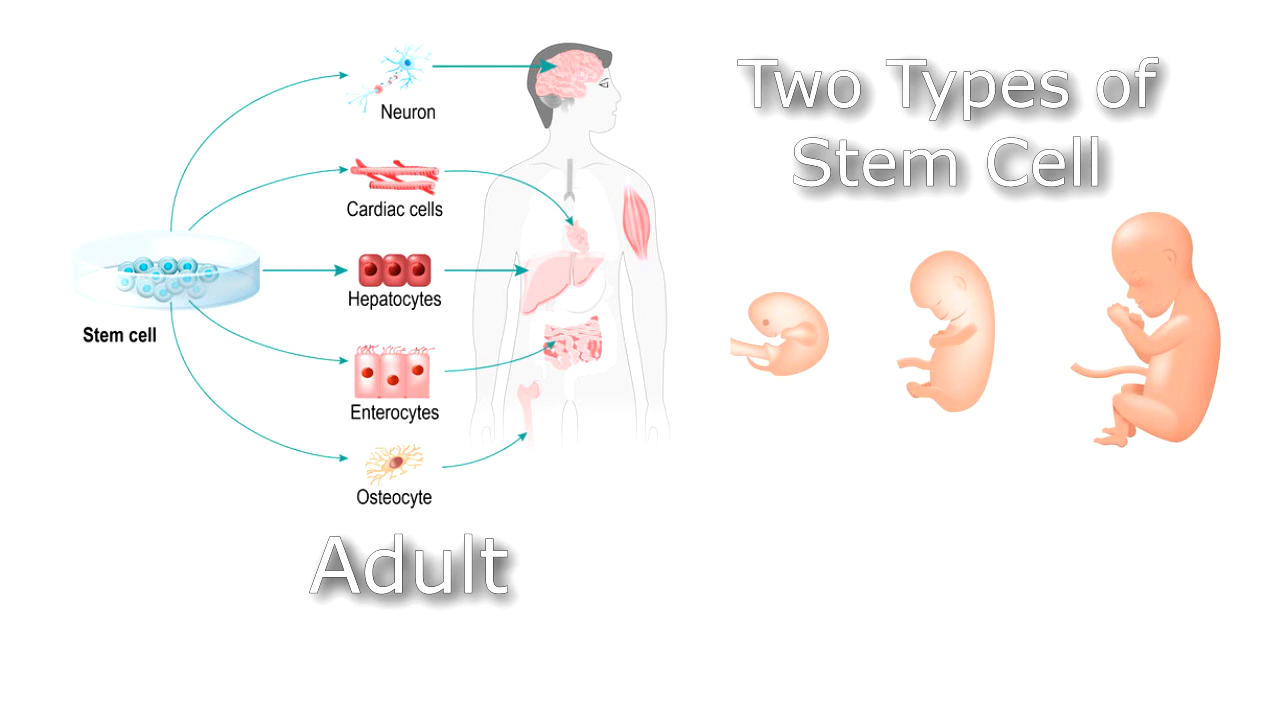 Two Types of
Stem Cell
Neuron
Cardiac cells
Hepatocytes
Stem cell
Enterocytes
Osteocyte
Adult